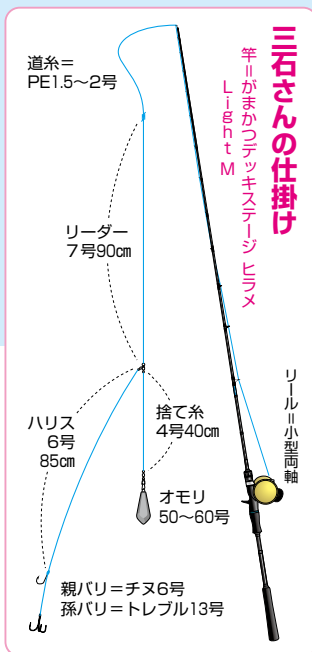 三石さんの仕掛け
竿＝がまかつデッキステージ ヒラメ
Light M
道糸＝
PE1.5～2号
リーダー
7号90㎝
リール＝小型両軸
ハリス
6号
85㎝
捨て糸
4号40㎝
オモリ
50～60号
親バリ＝チヌ6号
孫バリ＝トレブル13号